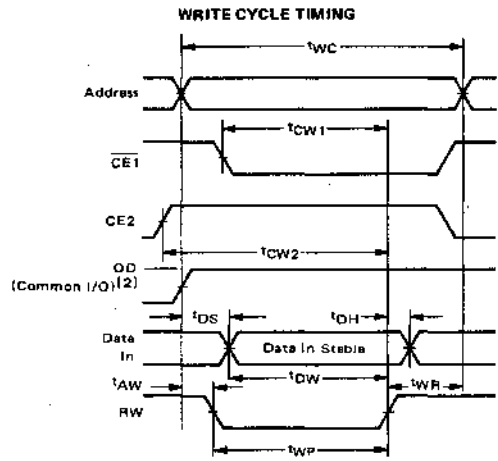 WRITE CYCLE TIMING
tWC
Address
tCW1
CE1
CE2
tCW2
OD
(Common I/O) [2]
tDS
tDH
Data
In
Data In Stable
tAW
tDW
tWR
RW
tWP